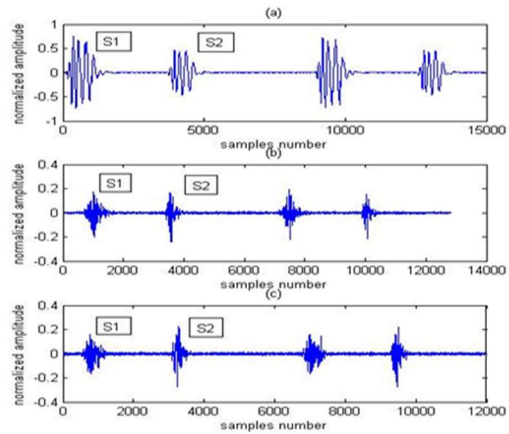 (a)
normalized amplitude
1
0.5
0
-0.5
-1
S1
S2
0 5000 10000 15000
samples number
(b)
normalized amplitude
0.4
0.2
0
-0.2
-0.4
S1
S2
0 2000 4000 6000 8000 10000 12000 14000
samples number
(c)
normalized amplitude
0.4
0.2
0
-0.2
-0.4
S1
S2
0 2000 4000 6000 8000 10000 12000
samples number